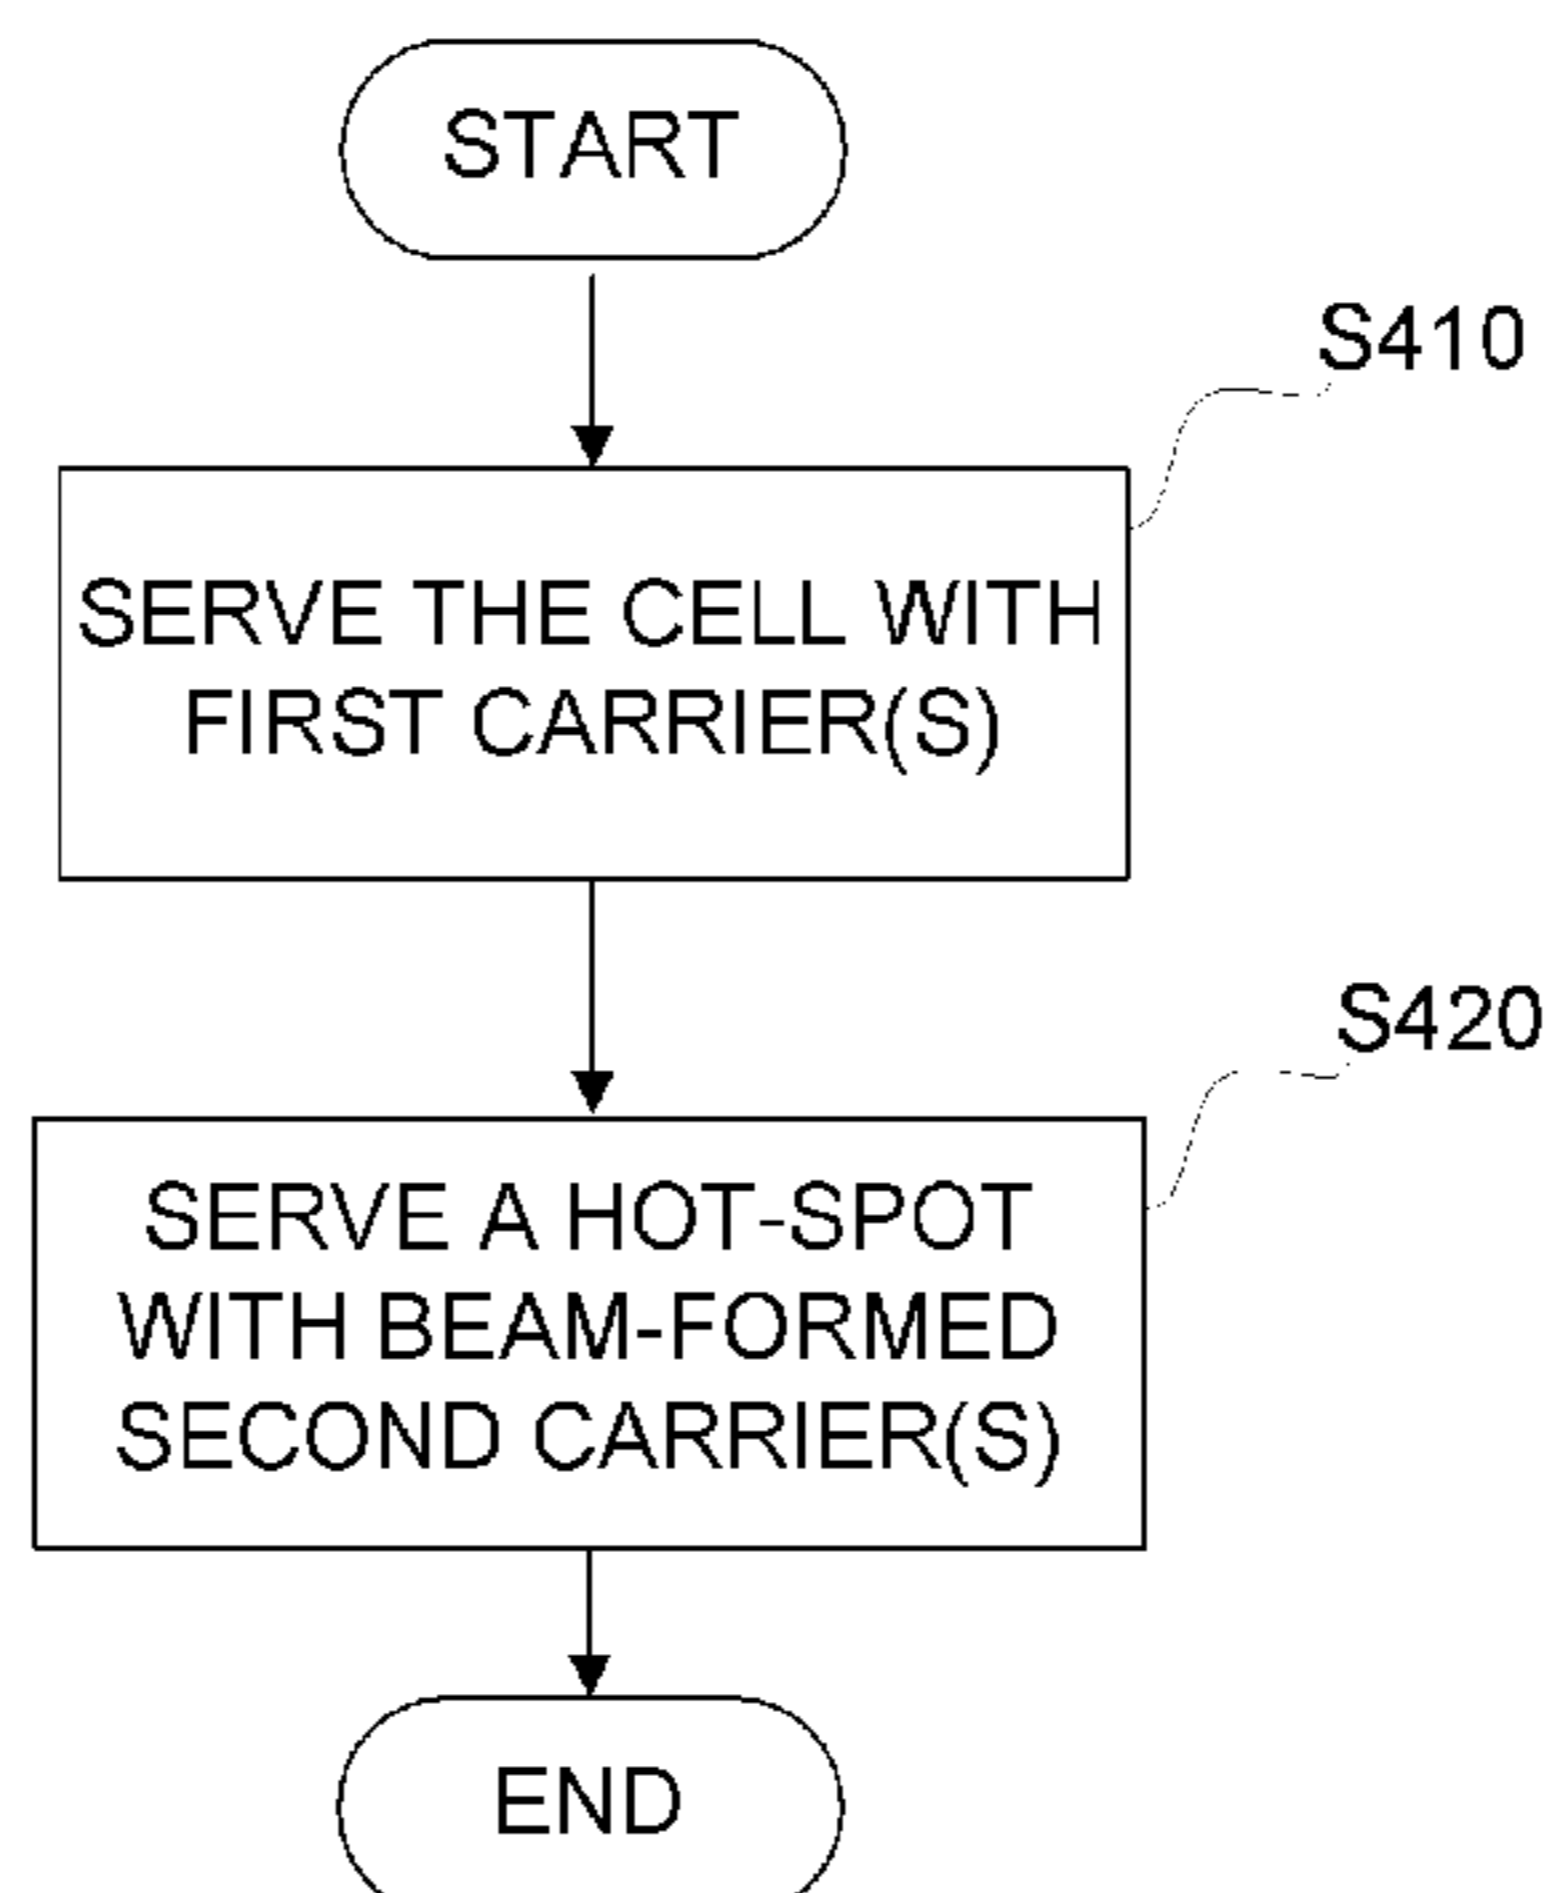 START
S410
SERVE THE CELL WITH
FIRST CARRIER(S)
S420
SERVE A HOT-SPOT
WITH BEAM-FORMED
SECOND CARRIER(S)
END